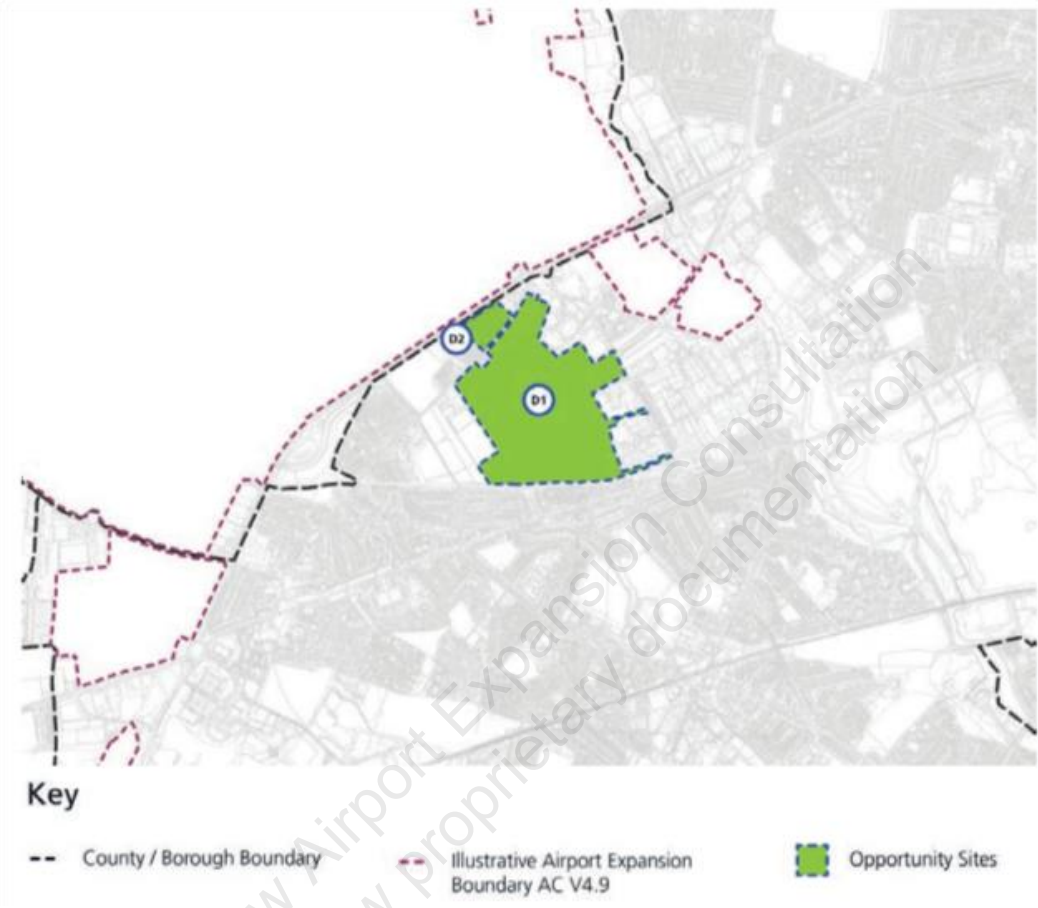 D2
D1
Key
County / Borough Boundary
Illustrative Airport Expansion
Boundary AC V4.9
Opportunity Sites
Airport Expansion Consultation
proprietary documentation